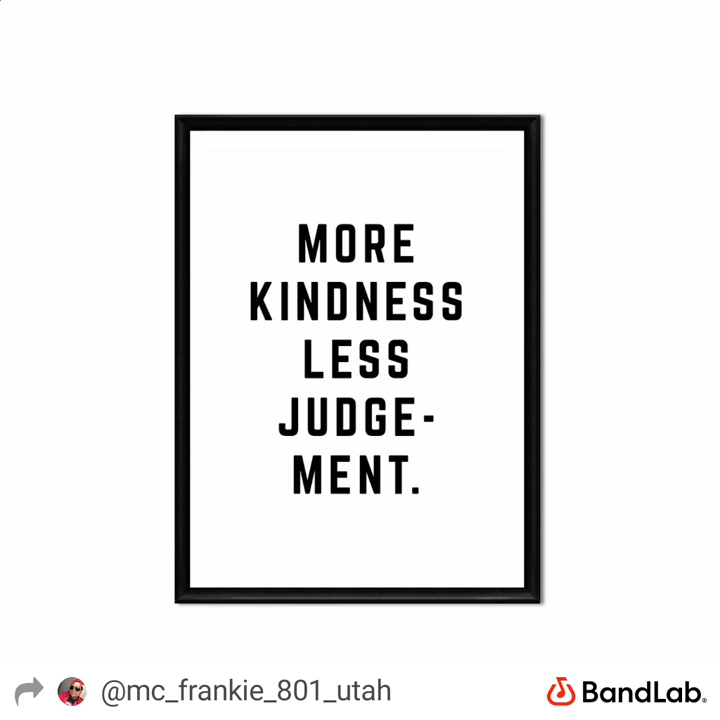 MORE
KINDNESS
LESS
JUDGE-
MENT.
@mc_frankie_801_utah
BandLab®